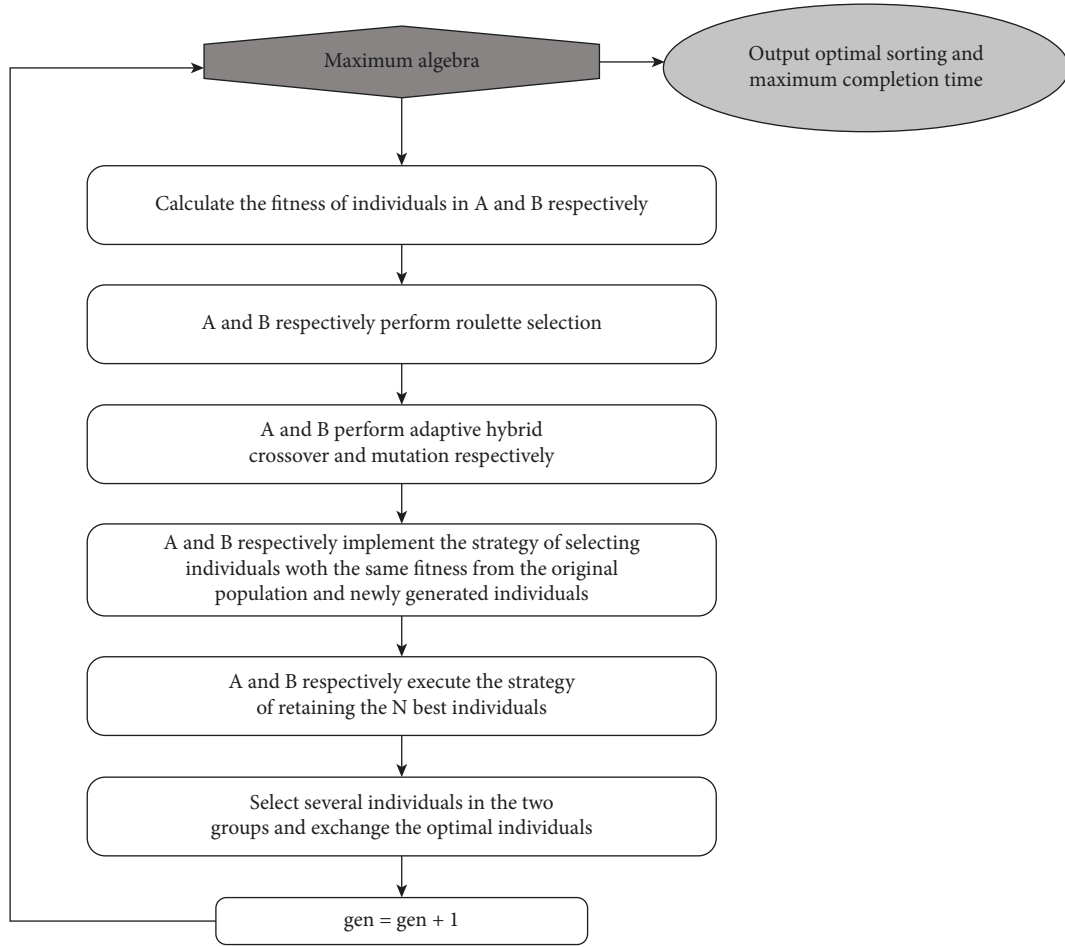 Maximum algebra
Output optimal sorting and
maximum completion time
Calculate the fitness of individuals in A and B respectively
A and B respectively perform roulette selection
A and B perform adaptive hybrid
crossover and mutation respectively
A and B respectively implement the strategy of selecting
individuals woth the same fitness from the original
population and newly generated individuals
A and B respectively execute the strategy
of retaining the N best individuals
Select several individuals in the two
groups and exchange the optimal individuals
gen = gen + 1